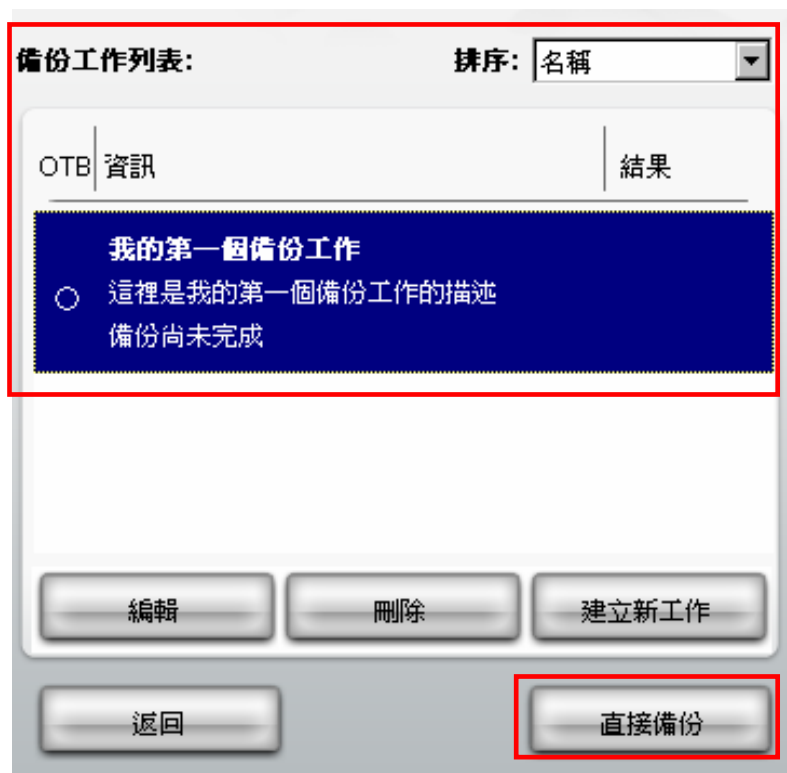 備份工作列表: 排序: 名稱
OTB 資訊 結果
我的第一個備份工作
這裡是我的第一個備份工作的描述
備份尚未完成
編輯 刪除 建立新工作
返回 直接備份